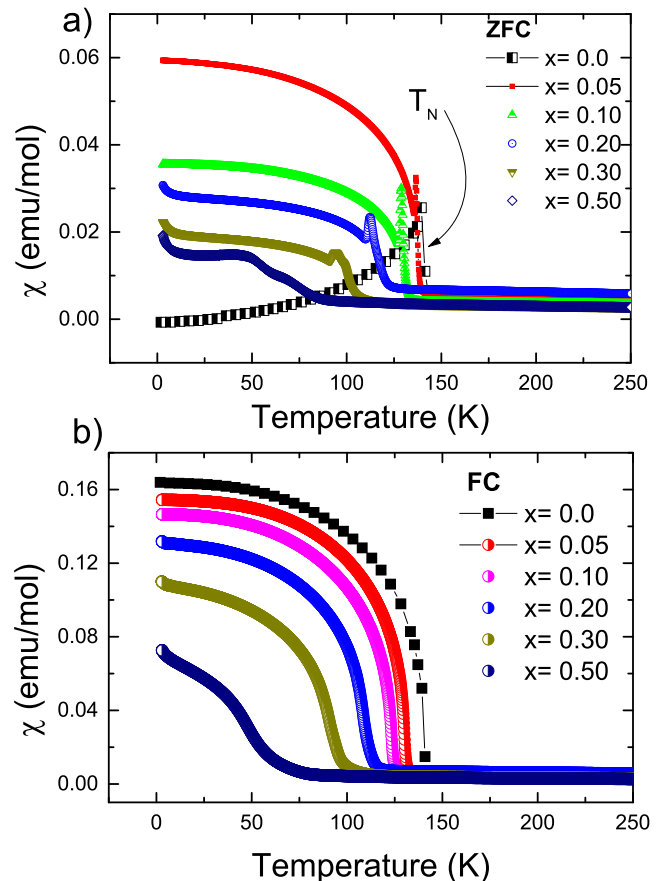 a)
ZFC
x= 0.0
x= 0.05
x= 0.10
x= 0.20
x= 0.30
x= 0.50
T_N
χ (emu/mol)
0.06
0.04
0.02
0.00
0 50 100 150 200 250
Temperature (K)
b)
FC
x= 0.0
x= 0.05
x= 0.10
x= 0.20
x= 0.30
x= 0.50
χ (emu/mol)
0.16
0.12
0.08
0.04
0.00
0 50 100 150 200 250
Temperature (K)